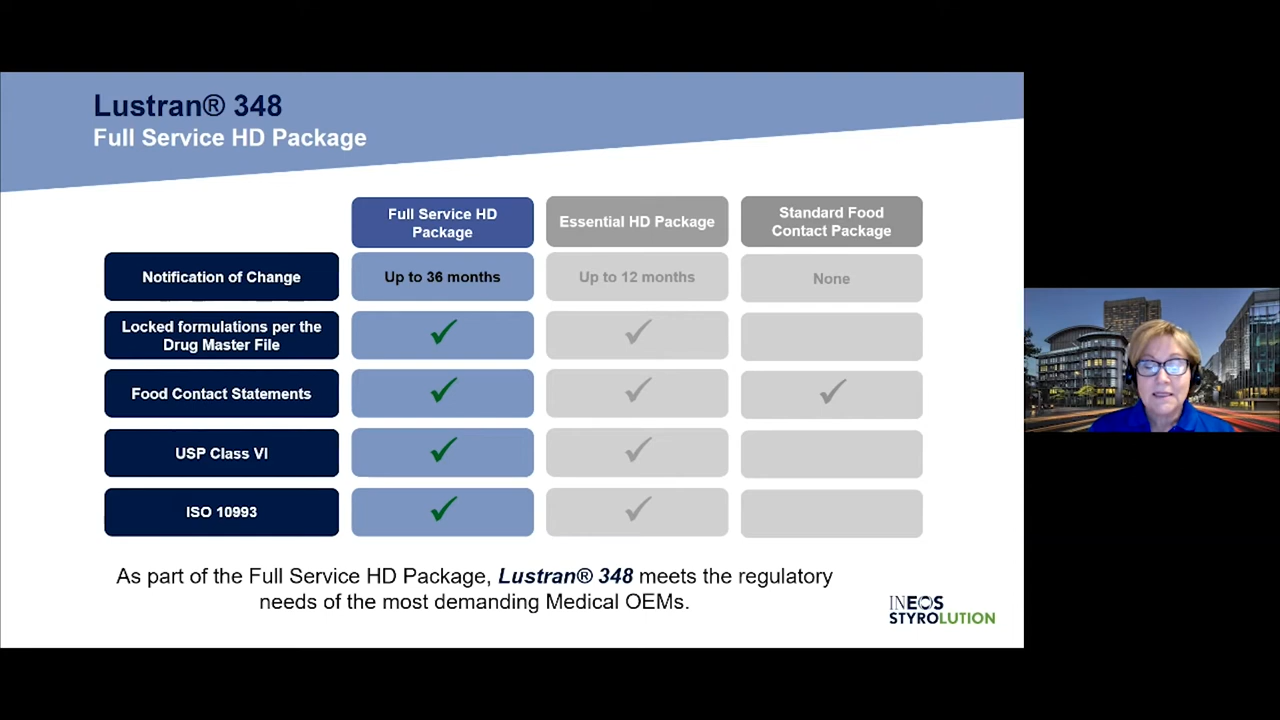 Lustran® 348
Full Service HD Package
Full Service HD
Package
Essential HD Package
Standard Food
Contact Package
Notification of Change
Up to 36 months
Up to 12 months
None
Locked formulations per the
Drug Master File
Food Contact Statements
USP Class VI
ISO 10993
As part of the Full Service HD Package, Lustran® 348 meets the regulatory
needs of the most demanding Medical OEMs.
INEOS
STYROLUTION